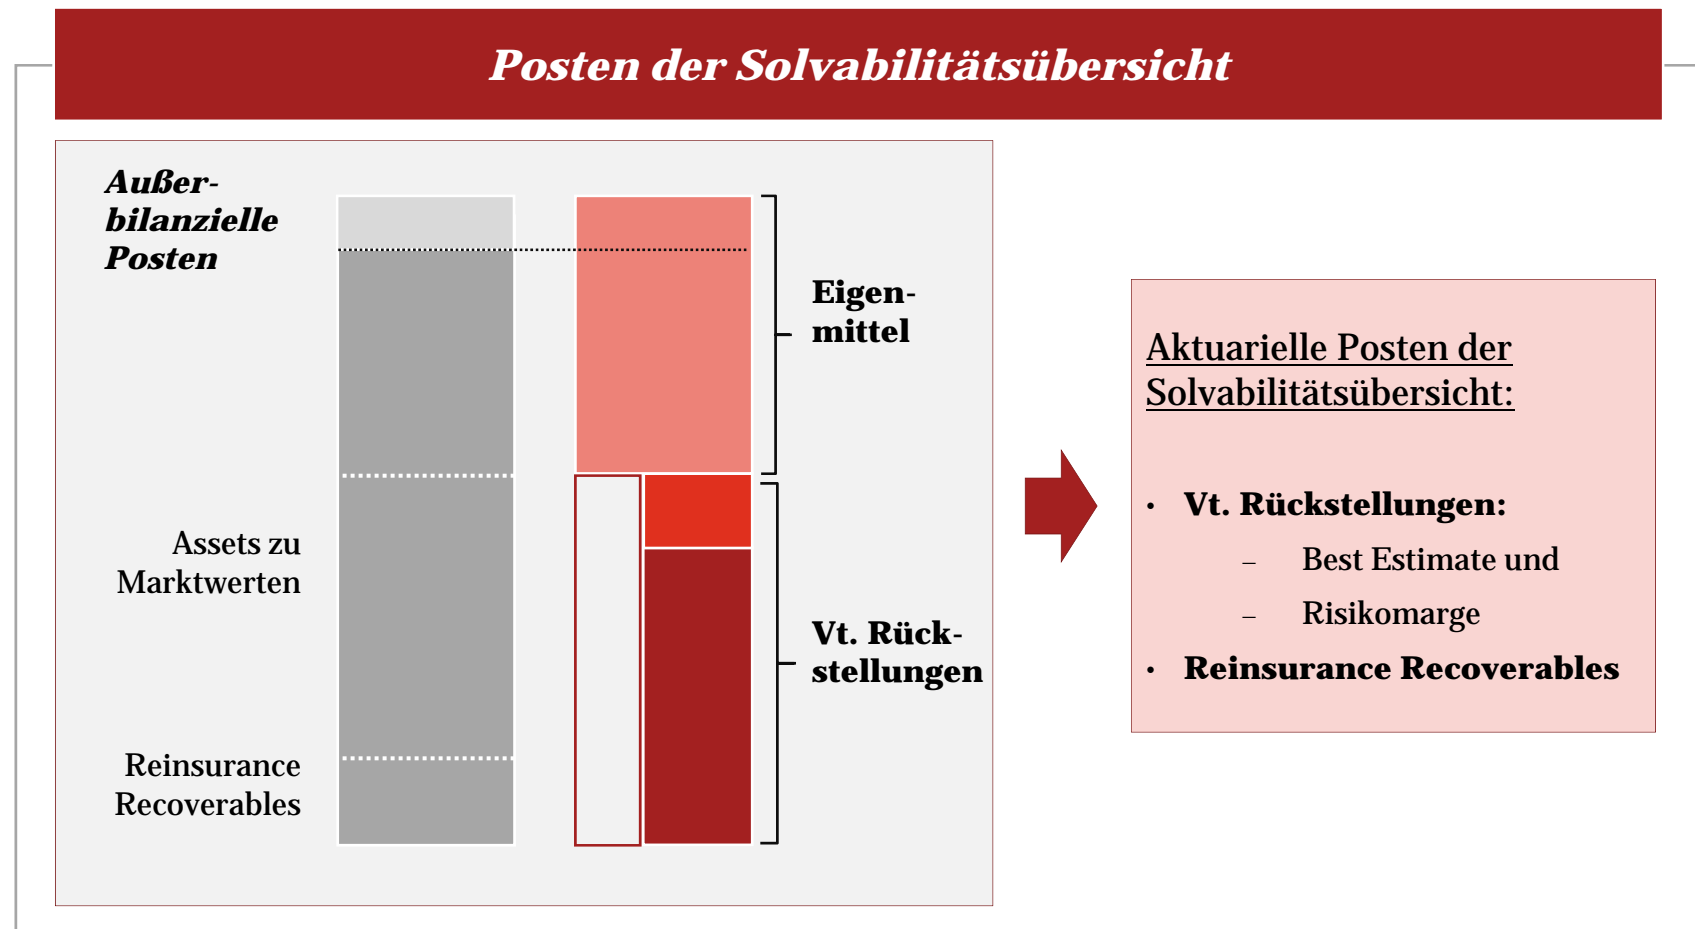 Posten der Solvabilitätsübersicht
Außer-
bilanzielle
Posten
Assets zu
Marktwerten
Reinsurance
Recoverables
Eigen-
mittel
Vt. Rück-
stellungen
Aktuarielle Posten der
Solvabilitätsübersicht:
• Vt. Rückstellungen:
– Best Estimate und
– Risikomarge
• Reinsurance Recoverables